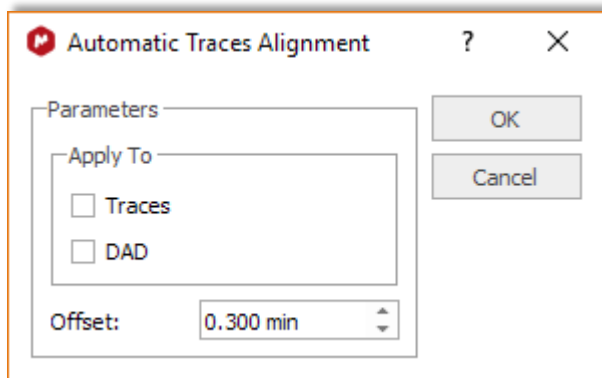 Automatic Traces Alignment ?
Parameters
OK
Apply To
Cancel
Traces
DAD
Offset: 0.300 min